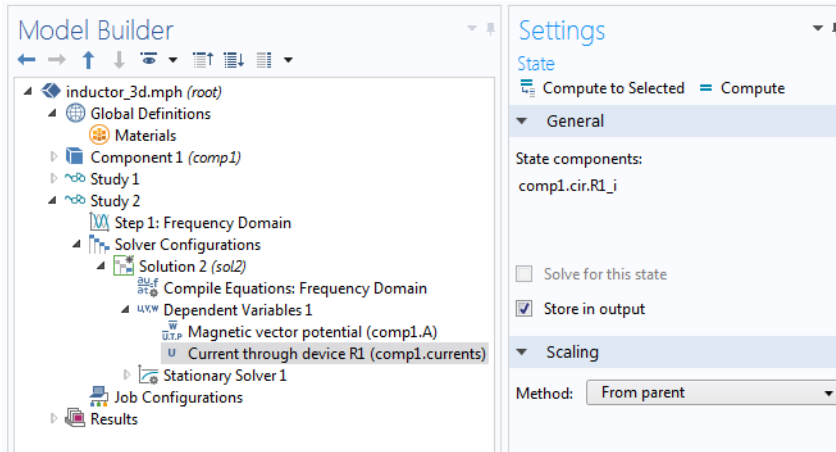 Model Builder
inductor_3d.mph (root)
Global Definitions
Materials
Component 1 (comp1)
Study 1
Study 2
Step 1: Frequency Domain
Solver Configurations
Solution 2 (sol2)
Compile Equations: Frequency Domain
Dependent Variables 1
Magnetic vector potential (comp1.A)
Current through device R1 (comp1.currents)
Stationary Solver 1
Job Configurations
Results
Settings
State
Compute to Selected = Compute
General
State components:
comp1.cir.R1_i
Solve for this state
Store in output
Scaling
Method: From parent